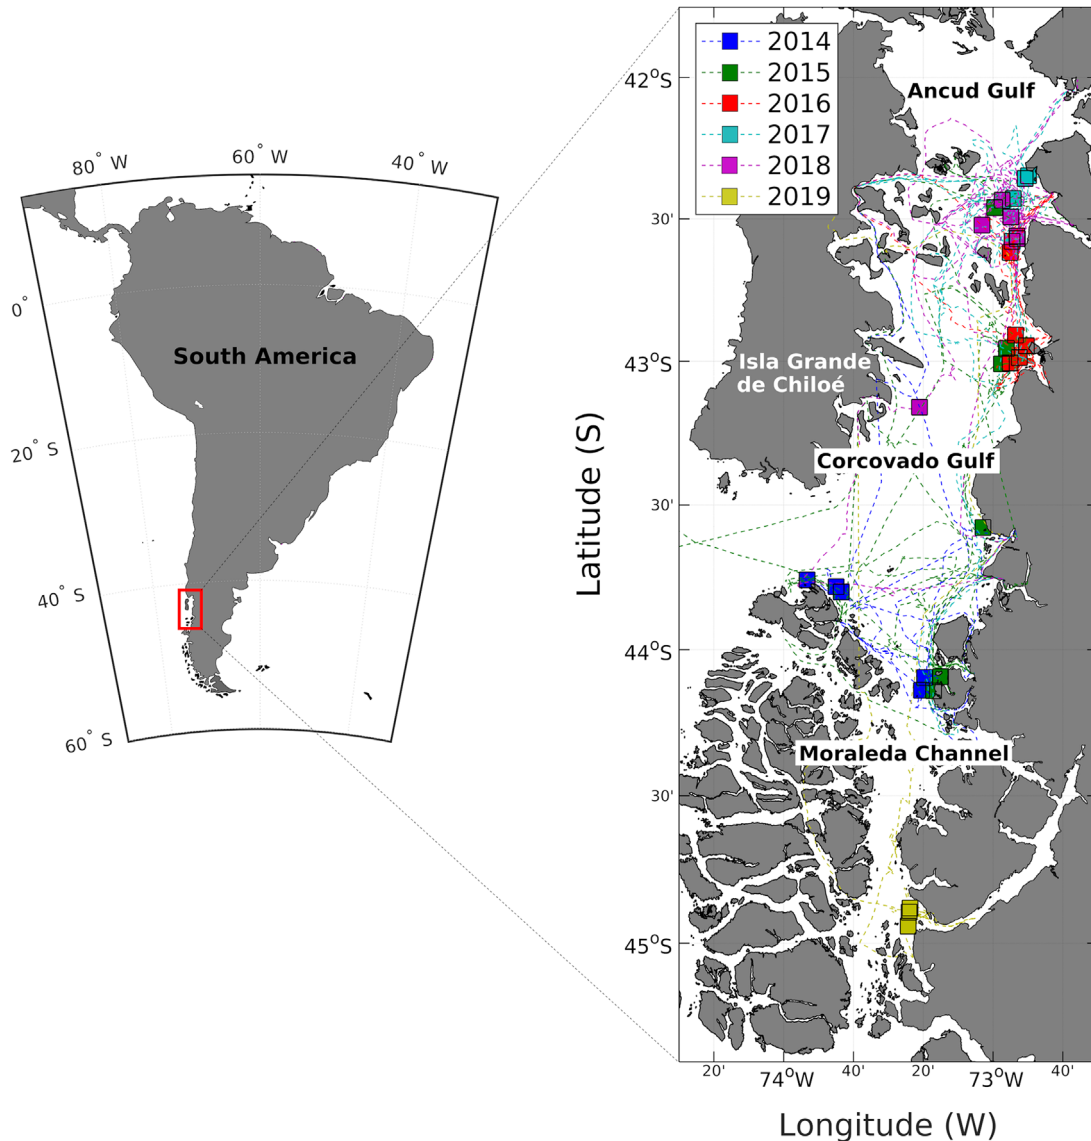 80° W
60° W
40° W
0°
20° S
40° S
60° S
South America
2014
2015
2016
2017
2018
2019
Ancud Gulf
Isla Grande
de Chiloé
Corcovado Gulf
Moraleda Channel
42°S
30'
43°S
30'
44°S
30'
45°S
Latitude (S)
20'
74°W
40'
20'
73°W
40'
Longitude (W)